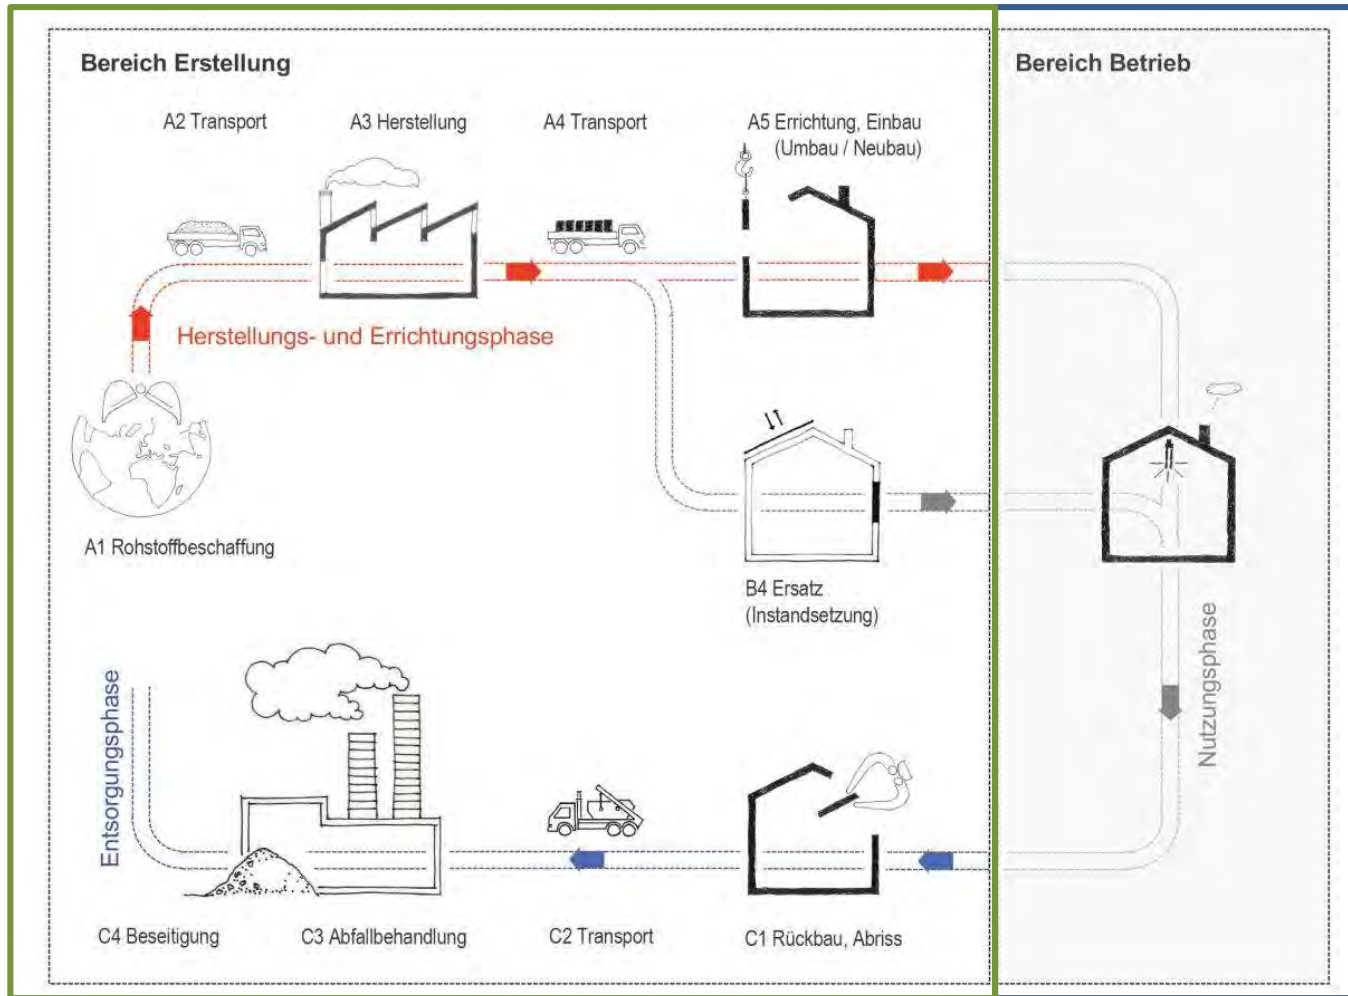 Bereich Erstellung
Bereich Betrieb
A2 Transport
A3 Herstellung
A4 Transport
A5 Errichtung, Einbau
(Umbau / Neubau)
Herstellungs- und Errichtungsphase
A1 Rohstoffbeschaffung
B4 Ersatz
(Instandsetzung)
Nutzungsphase
Entsorgungsphase
C4 Beseitigung
C3 Abfallbehandlung
C2 Transport
C1 Rückbau, Abriss